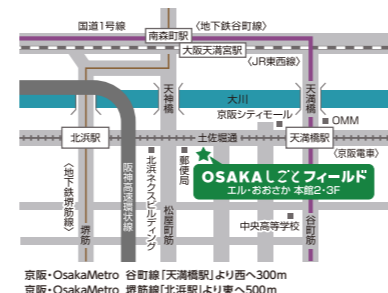 国道1号線
南森町駅
〈地下鉄谷町線〉
大阪天満宮駅
〈JR東西線〉
天神橋
大川
天満橋
京阪シティモール
OMM
北浜駅
土佐堀通
天満橋駅
〈京阪電車〉
〈地下鉄堺筋線〉
阪神高速環状線
北浜ネクスビルディング
郵便局
OSAKAしごとフィールド
エル・おおさか 本館2・3F
中央高等学校
堺筋
松屋町筋
谷町筋
京阪・OsakaMetro 谷町線「天満橋駅」より西へ300m
京阪・OsakaMetro 堺筋線「北浜駅」より東へ500m